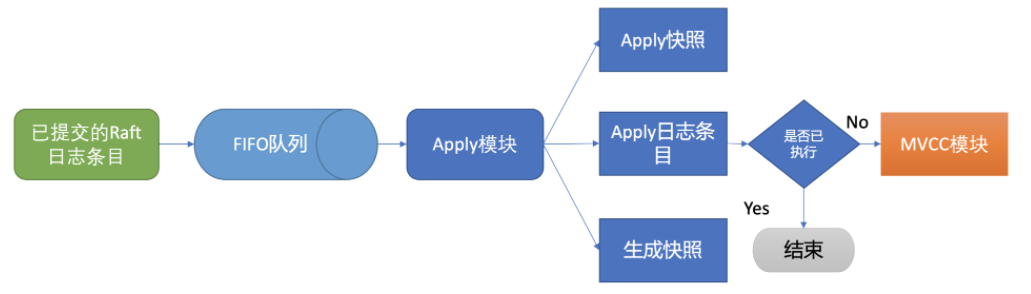 Apply快照
已提交的Raft
日志条目
FIFO队列
Apply模块
Apply日志条
目
是否已
执行
No
MVCC模块
Yes
结束
生成快照